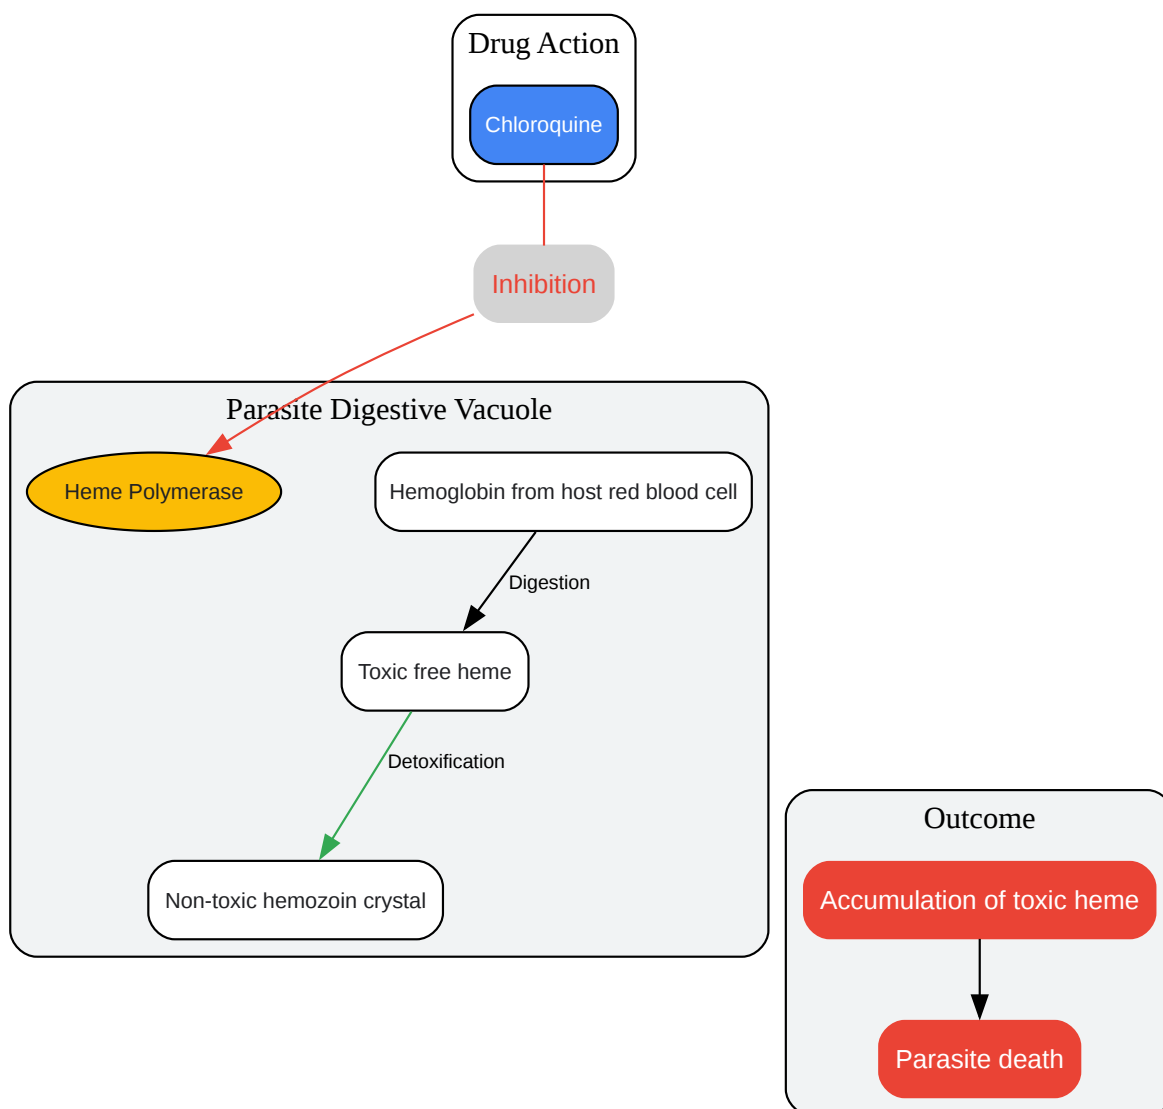 Drug Action
Chloroquine
Inhibition
Parasite Digestive Vacuole
Heme Polymerase
Hemoglobin from host red blood cell
Digestion
Toxic free heme
Detoxification
Non-toxic hemozoin crystal
Outcome
Accumulation of toxic heme
Parasite death